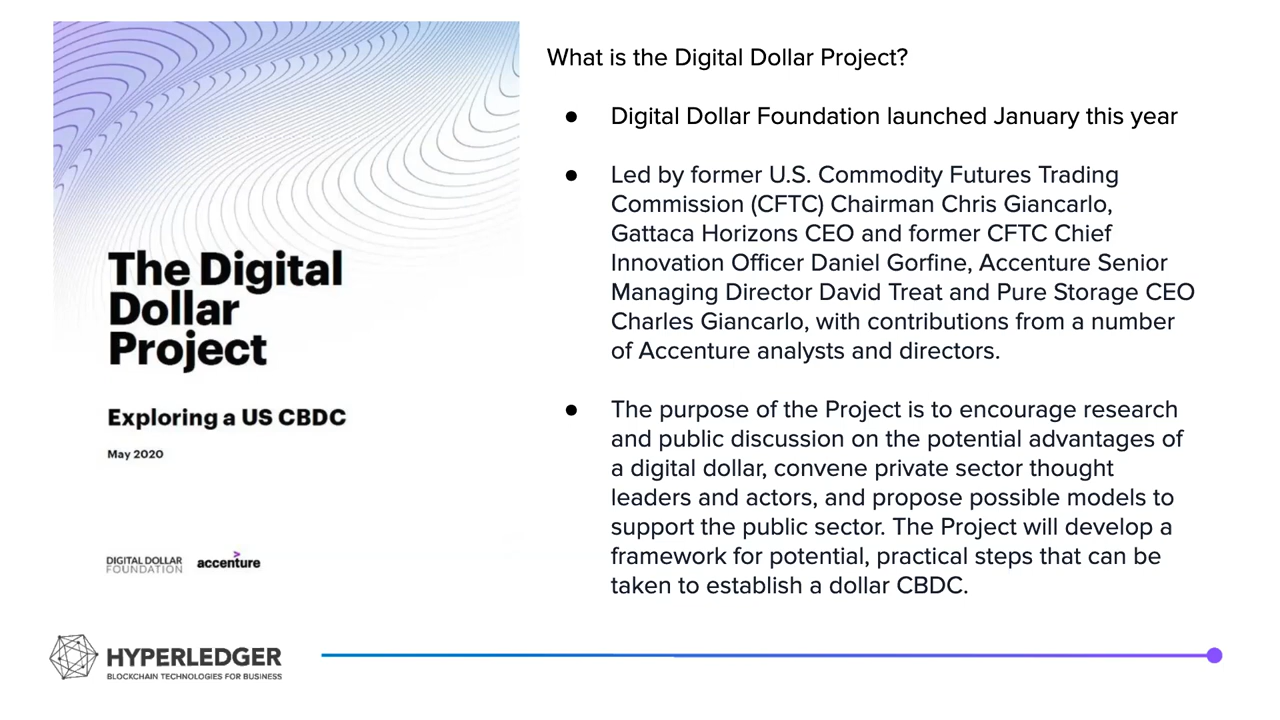 The Digital
Dollar
Project
Exploring a US CBDC
May 2020
DIGITAL DOLLAR
FOUNDATION
accenture
What is the Digital Dollar Project?
● Digital Dollar Foundation launched January this year
● Led by former U.S. Commodity Futures Trading
Commission (CFTC) Chairman Chris Giancarlo,
Gattaca Horizons CEO and former CFTC Chief
Innovation Officer Daniel Gorfine, Accenture Senior
Managing Director David Treat and Pure Storage CEO
Charles Giancarlo, with contributions from a number
of Accenture analysts and directors.
● The purpose of the Project is to encourage research
and public discussion on the potential advantages of
a digital dollar, convene private sector thought
leaders and actors, and propose possible models to
support the public sector. The Project will develop a
framework for potential, practical steps that can be
taken to establish a dollar CBDC.
HYPERLEDGER
BLOCKCHAIN TECHNOLOGIES FOR BUSINESS